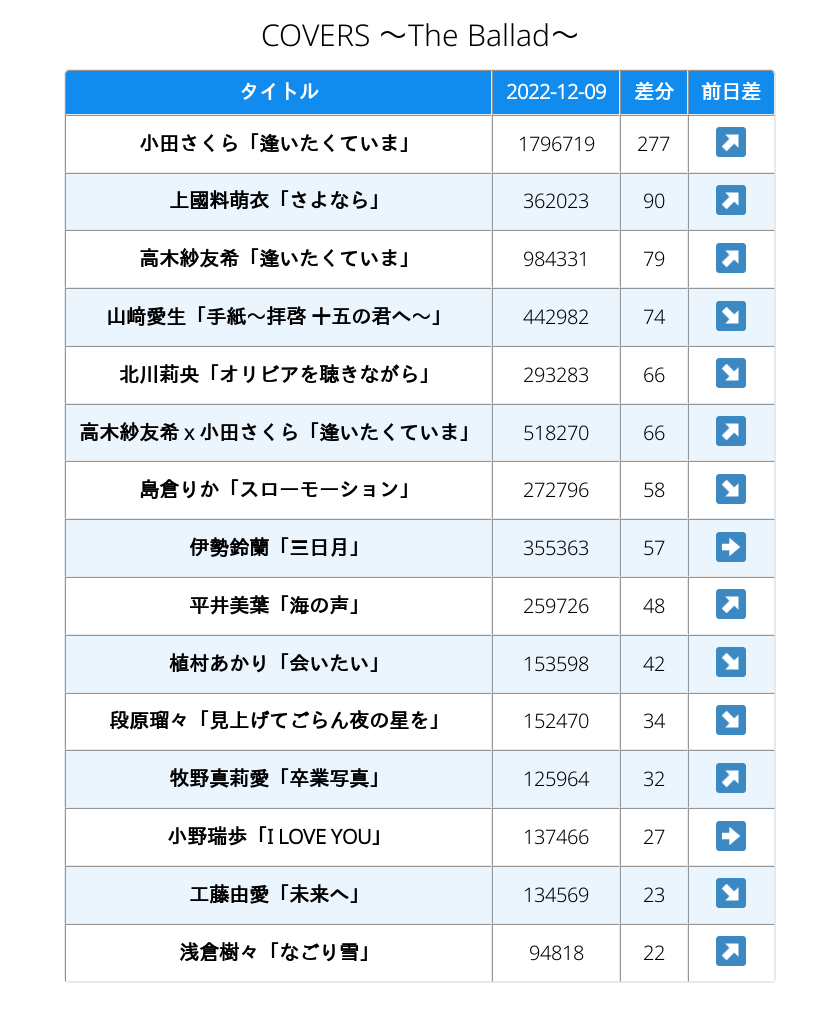 COVERS ～The Ballad～
タイトル 2022-12-09 差分 前日差
小田さくら「逢いたくていま」 1796719 277 ↗
上國料萌衣「さよなら」 362023 90 ↗
高木紗友希「逢いたくていま」 984331 79 ↗
山﨑愛生「手紙～拝啓 十五の君へ～」 442982 74 ↘
北川莉央「オリビアを聴きながら」 293283 66 ↘
高木紗友希 x 小田さくら「逢いたくていま」 518270 66 ↗
島倉りか「スローモーション」 272796 58 ↘
伊勢鈴蘭「三日月」 355363 57 ➡
平井美葉「海の声」 259726 48 ↗
植村あかり「会いたい」 153598 42 ↘
段原瑠々「見上げてごらん夜の星を」 152470 34 ↘
牧野真莉愛「卒業写真」 125964 32 ↗
小野瑞歩「I LOVE YOU」 137466 27 ➡
工藤由愛「未来へ」 134569 23 ↘
浅倉樹々「なごり雪」 94818 22 ↗